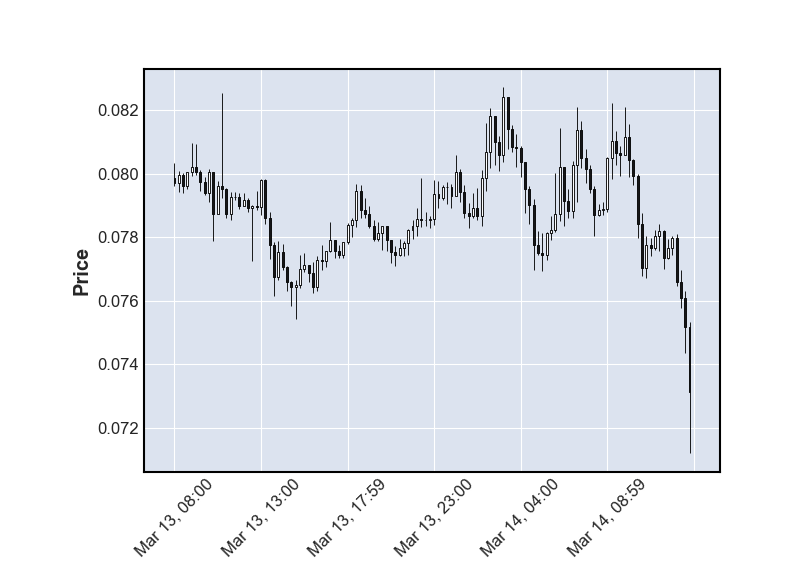 0.082
0.080
0.078
0.076
0.074
0.072
Price
Mar 13, 08:00
Mar 13, 13:00
Mar 13, 17:59
Mar 13, 23:00
Mar 14, 04:00
Mar 14, 08:59